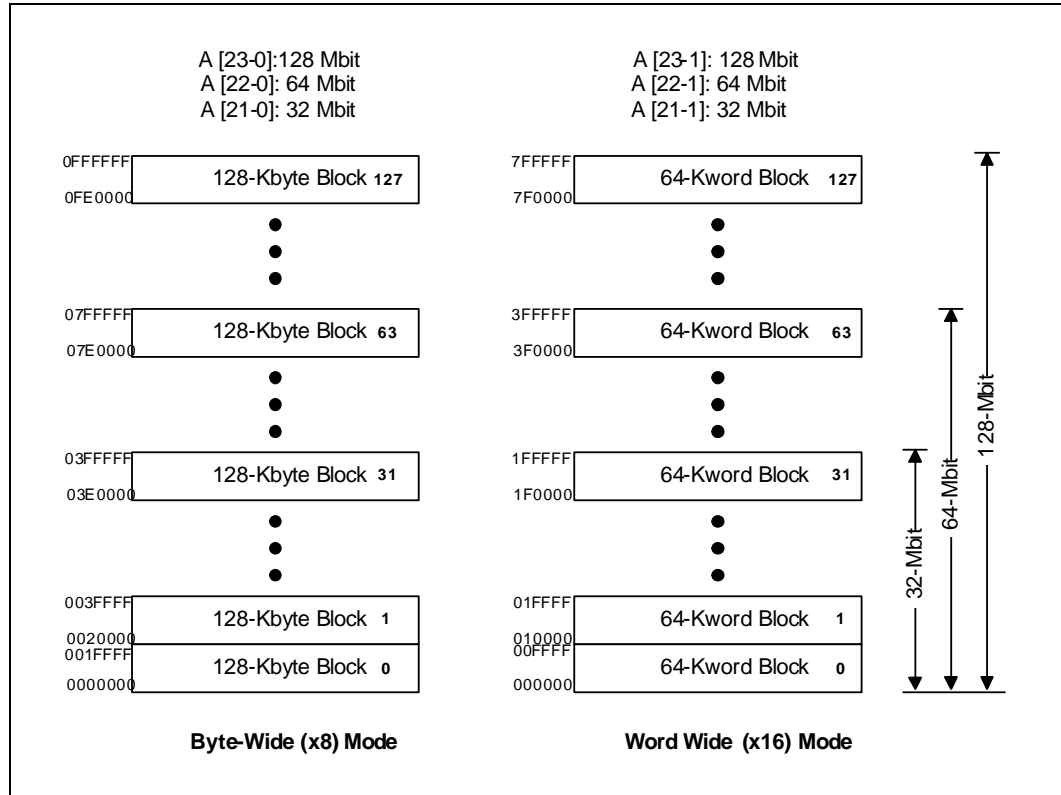 A [23-0]:128 Mbit
A [22-0]: 64 Mbit
A [21-0]: 32 Mbit
A [23-1]: 128 Mbit
A [22-1]: 64 Mbit
A [21-1]: 32 Mbit
0FFFFFF
128-Kbyte Block 127
0FE0000
7FFFFF
64-Kword Block 127
7F0000
07FFFFF
128-Kbyte Block 63
07E0000
3FFFFF
64-Kword Block 63
3F0000
03FFFFF
128-Kbyte Block 31
03E0000
1FFFFF
64-Kword Block 31
1F0000
003FFFF
128-Kbyte Block 1
0020000
001FFFF
128-Kbyte Block 0
0000000
01FFFF
64-Kword Block 1
010000
00FFFF
64-Kword Block 0
000000
32-Mbit
64-Mbit
128-Mbit
Byte-Wide (x8) Mode
Word Wide (x16) Mode